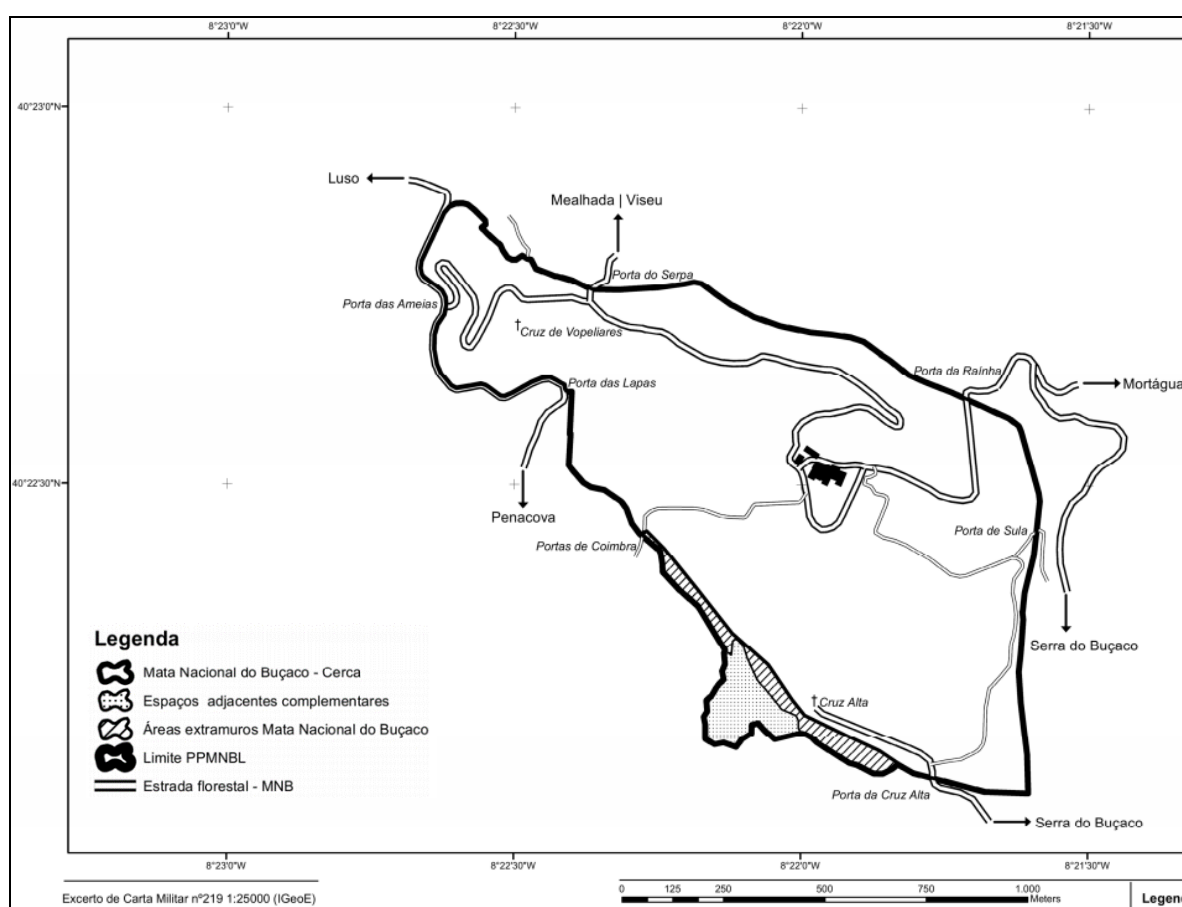 8°23'0"W 8°22'30"W 8°22'0"W 8°21'30"W
40°23'0"N
Luso
Mealhada | Viseu
Porta do Serpa
Porta das Ameias
†Cruz de Vopeliares
Porta da Raínha
Porta das Lapas
Mortágua
40°22'30"N
Penacova
Porta de Sula
Portas de Coimbra
Serra do Buçaco
Legenda
Mata Nacional do Buçaco - Cerca
Espaços adjacentes complementares
†Cruz Alta
Áreas extramuros Mata Nacional do Buçaco
Limite PPMNBL
Estrada florestal - MNB
Porta da Cruz Alta
Serra do Buçaco
8°23'0"W 8°22'30"W 8°22'0"W 8°21'30"W
Excerto de Carta Militar nº219 1:25000 (IGeoE)
0 125 250 500 750 1.000
Meters
Legen